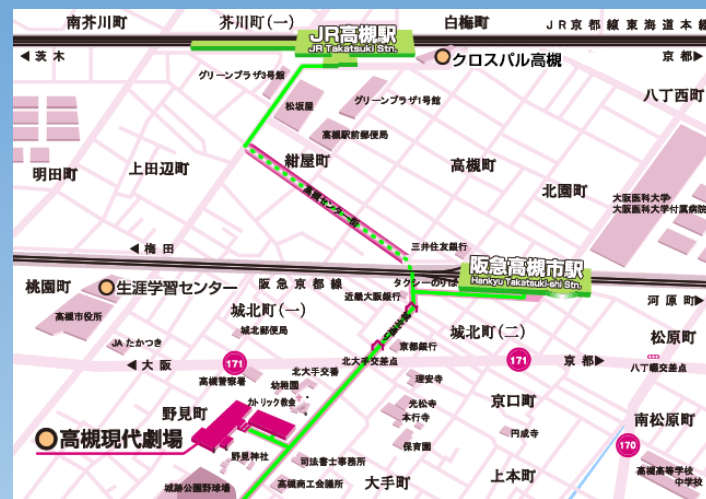 南芥川町
芥川町(一)
JR高槻駅
JR Takatsuki Stn.
白梅町
JR京都線東海道本線
◀茨木
クロスパル高槻
京都▶
グリーンプラザ3号館
松坂屋
グリーンプラザ1号館
高槻駅前郵便局
八丁西町
明田町
上田辺町
紺屋町
高槻町
北園町
大阪医科大学・
大阪医科大学付属病院
高槻センター街
◀梅田
三井住友銀行
阪急高槻市駅
Hankyu Takatsuki-shi Stn.
桃園町
生涯学習センター
阪急京都線
タクシーのりば
近畿大阪銀行
河原町▶
高槻市役所
城北町(一)
城北郵便局
京都銀行
城北町(二)
松原町
JAたかつき
◀大阪
171
北大手交差点
171
京都▶
八丁畷交差点
高槻警察署
北大手交番
幼稚園
理安寺
カトリック教会
野見町
光松寺
本行寺
京口町
南松原町
高槻現代劇場
保育園
円成寺
170
野見神社
司法書士事務所
高槻高等学校
中学校
城跡公園野球場
高槻商工会議所
大手町
上本町